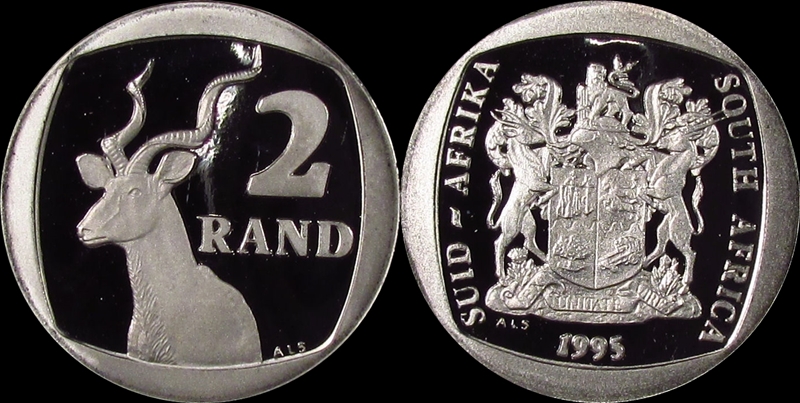 2
RAND
ALS
SUID - AFRIKA
SOUTH AFRICA
ALS
1995